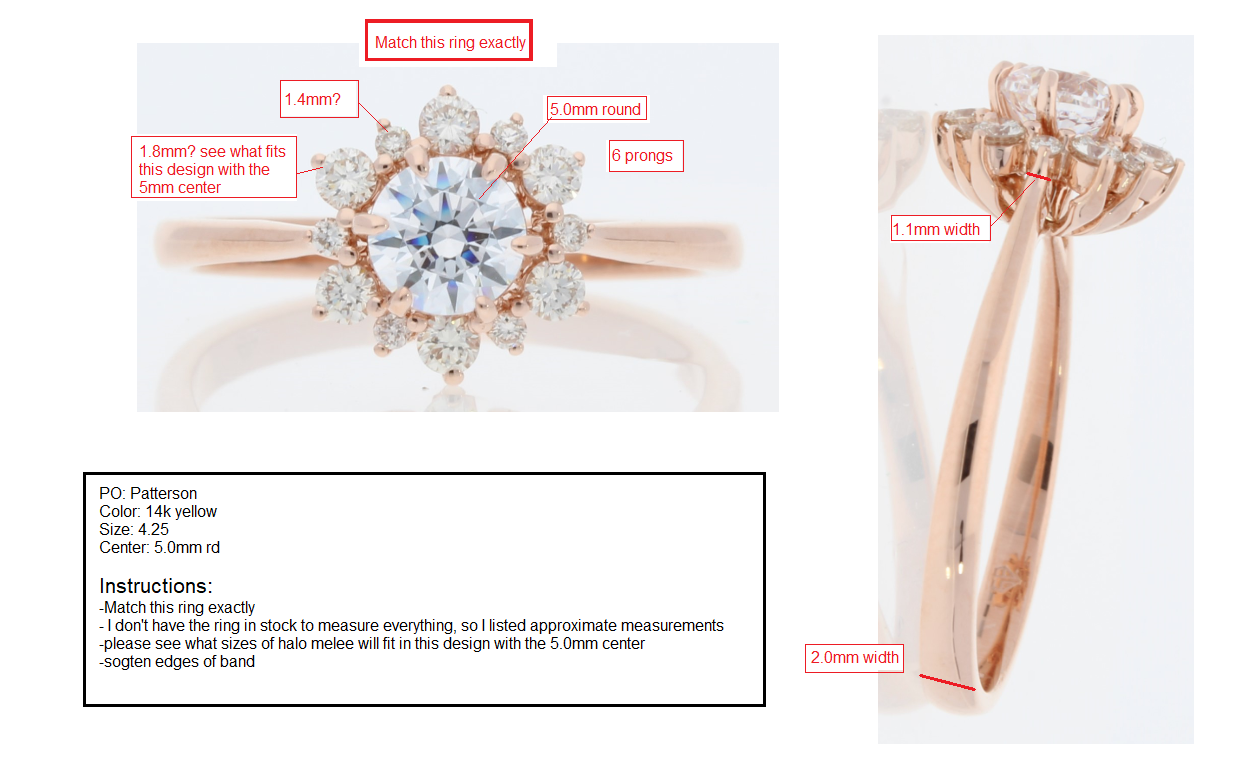 Match this ring exactly
1.4mm?
5.0mm round
1.8mm? see what fits
this design with the
5mm center
6 prongs
1.1mm width
2.0mm width
PO: Patterson
Color: 14k yellow
Size: 4.25
Center: 5.0mm rd
Instructions:
-Match this ring exactly
- I don't have the ring in stock to measure everything, so I listed approximate measurements
-please see what sizes of halo melee will fit in this design with the 5.0mm center
-sogten edges of band